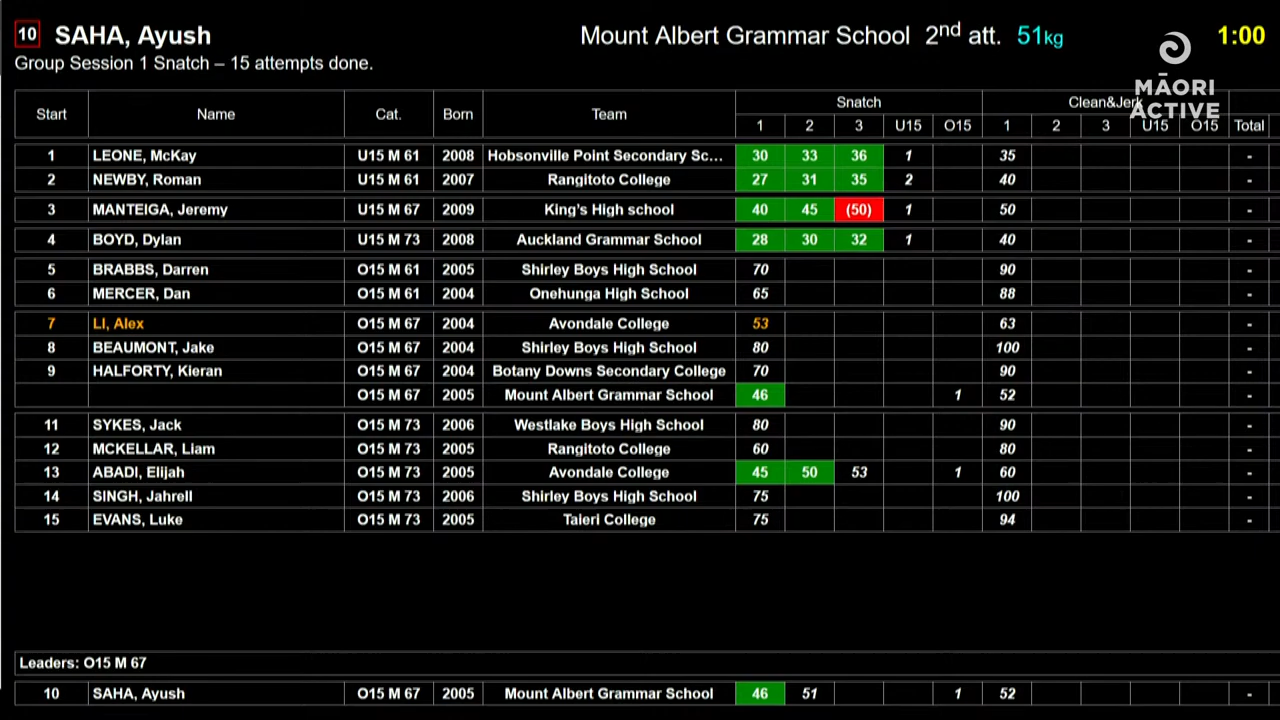 10 SAHA, Ayush Mount Albert Grammar School 2nd att. 51kg 1:00
Group Session 1 Snatch – 15 attempts done.
MĀORI
ACTIVE
Start Name Cat. Born Team Snatch Clean&Jerk
1 2 3 U15 O15 1 2 3 U15 O15 Total
1 LEONE, McKay U15 M 61 2008 Hobsonville Point Secondary Sc... 30 33 36 1 35 -
2 NEWBY, Roman U15 M 61 2007 Rangitoto College 27 31 35 2 40 -
3 MANTEIGA, Jeremy U15 M 67 2009 King's High school 40 45 (50) 1 50 -
4 BOYD, Dylan U15 M 73 2008 Auckland Grammar School 28 30 32 1 40 -
5 BRABBS, Darren O15 M 61 2005 Shirley Boys High School 70 90 -
6 MERCER, Dan O15 M 61 2004 Onehunga High School 65 88 -
7 LI, Alex O15 M 67 2004 Avondale College 53 63 -
8 BEAUMONT, Jake O15 M 67 2004 Shirley Boys High School 80 100 -
9 HALFORTY, Kieran O15 M 67 2004 Botany Downs Secondary College 70 90 -
O15 M 67 2005 Mount Albert Grammar School 46 1 52 -
11 SYKES, Jack O15 M 73 2006 Westlake Boys High School 80 90 -
12 MCKELLAR, Liam O15 M 73 2005 Rangitoto College 60 80 -
13 ABADI, Elijah O15 M 73 2005 Avondale College 45 50 53 1 60 -
14 SINGH, Jahrell O15 M 73 2006 Shirley Boys High School 75 100 -
15 EVANS, Luke O15 M 73 2005 Taieri College 75 94 -
Leaders: O15 M 67
10 SAHA, Ayush O15 M 67 2005 Mount Albert Grammar School 46 51 1 52 -